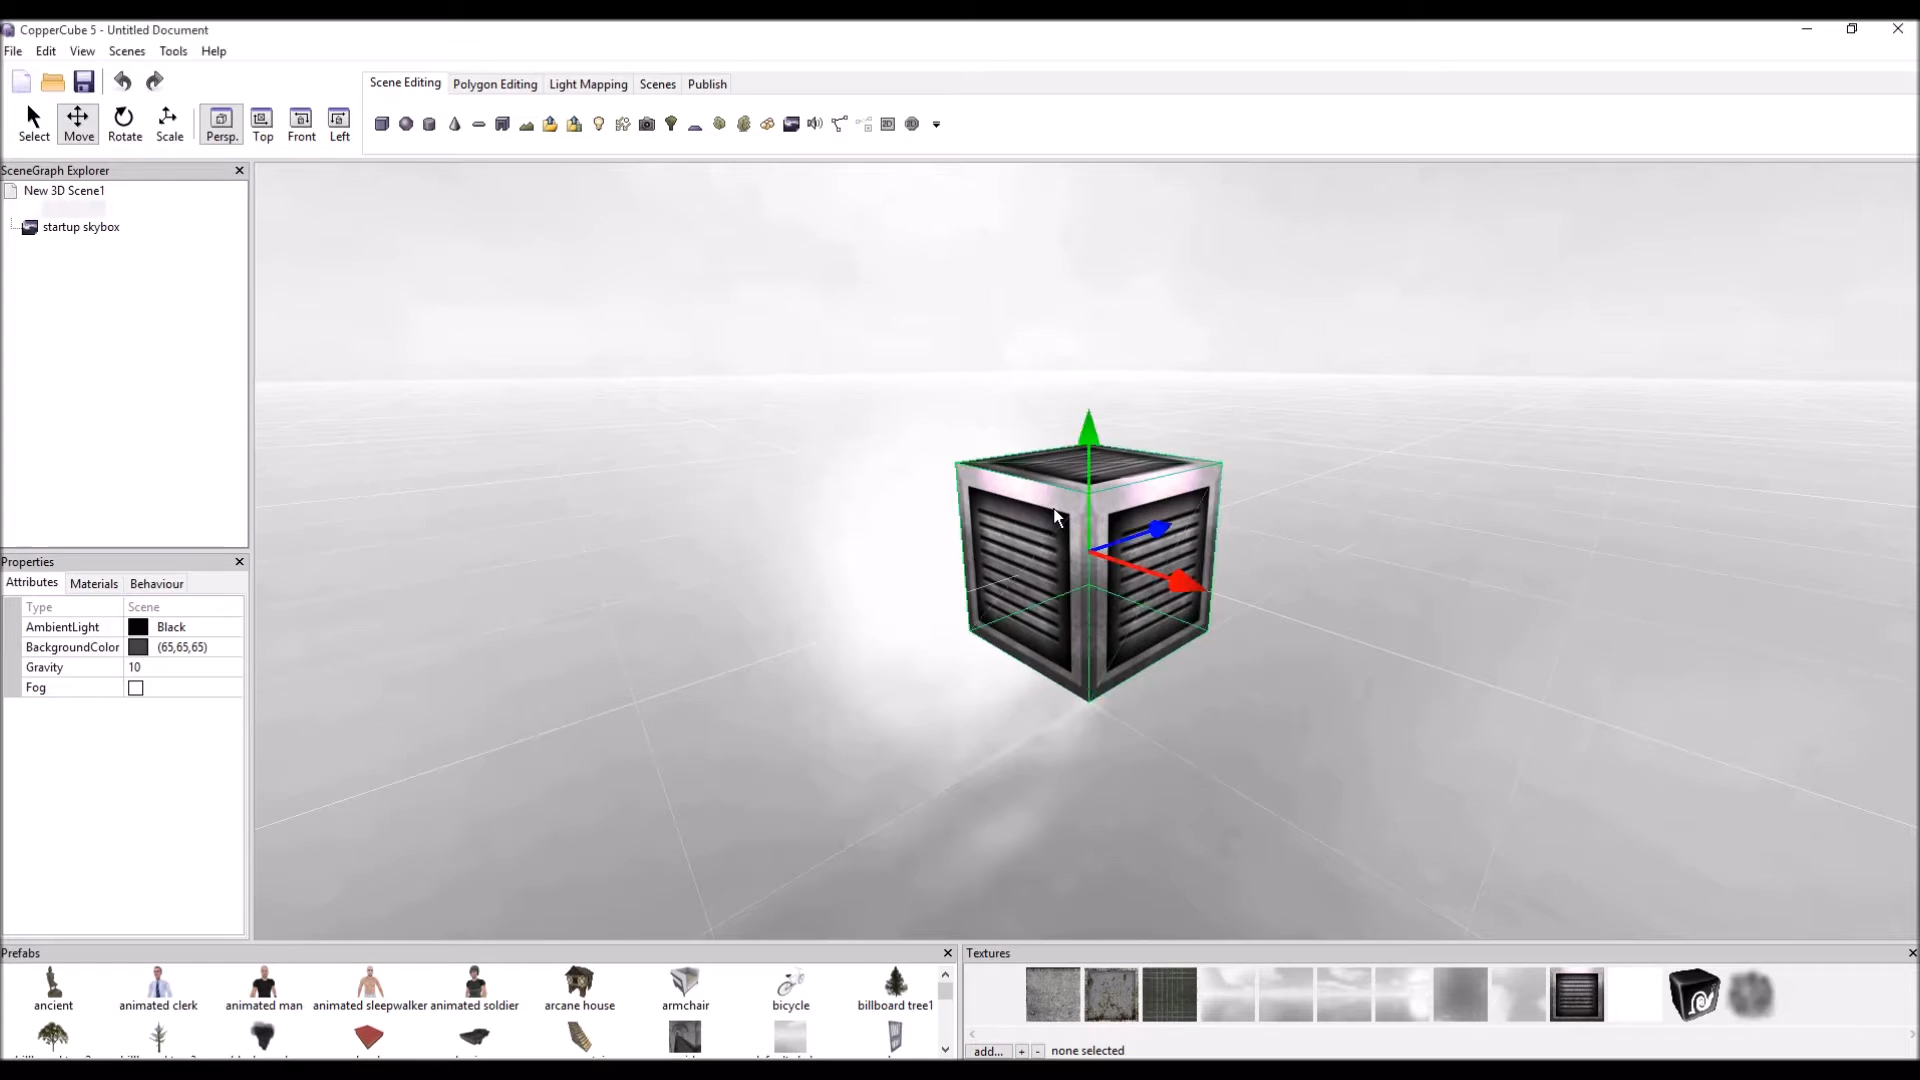 CopperCube 5 - Untitled Document
File Edit View Scenes Tools Help
Scene Editing Polygon Editing Light Mapping Scenes Publish
Select Move Rotate Scale Persp. Top Front Left
SceneGraph Explorer
New 3D Scene1
startup skybox
Properties
Attributes Materials Behaviour
Type Scene
AmbientLight Black
BackgroundColor (65,65,65)
Gravity 10
Fog
Prefabs
ancient animated clerk animated man animated sleepwalker animated soldier arcane house armchair bicycle billboard tree1
Textures
add... + - none selected